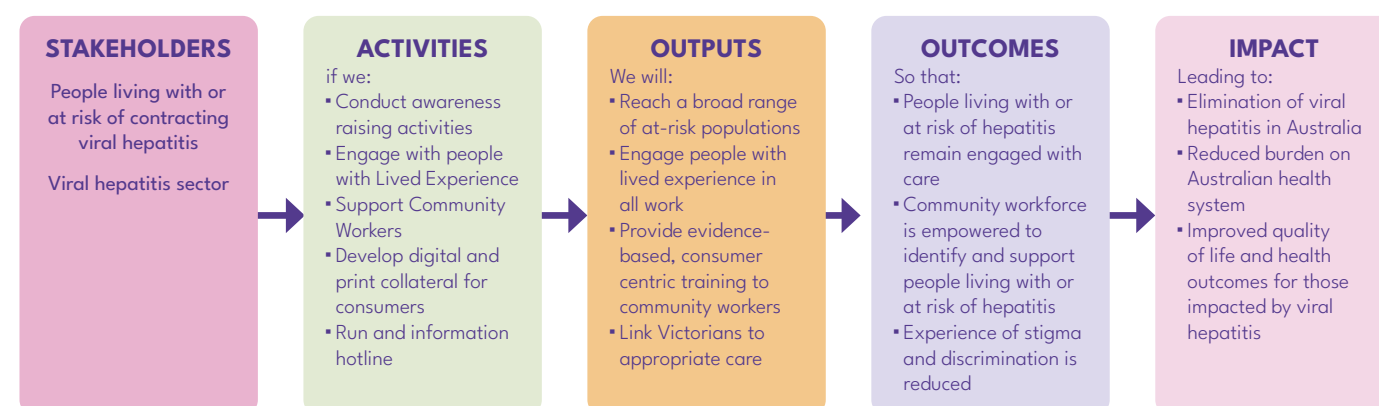 STAKEHOLDERS
People living with or
at risk of contracting
viral hepatitis
Viral hepatitis sector
ACTIVITIES
if we:
▪ Conduct awareness
raising activities
▪ Engage with people
with Lived Experience
▪ Support Community
Workers
▪ Develop digital and
print collateral for
consumers
▪ Run and information
hotline
OUTPUTS
We will:
▪ Reach a broad range
of at-risk populations
▪ Engage people with
lived experience in
all work
▪ Provide evidence-
based, consumer
centric training to
community workers
▪ Link Victorians to
appropriate care
OUTCOMES
So that:
▪ People living with or
at risk of hepatitis
remain engaged with
care
▪ Community workforce
is empowered to
identify and support
people living with or
at risk of hepatitis
▪ Experience of stigma
and discrimination is
reduced
IMPACT
Leading to:
▪ Elimination of viral
hepatitis in Australia
▪ Reduced burden on
Australian health
system
▪ Improved quality
of life and health
outcomes for those
impacted by viral
hepatitis